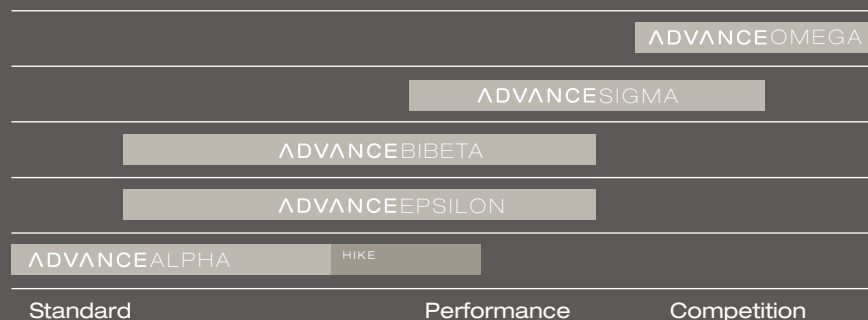 ADVANCEOMEGA
ADVANCESIGMA
ADVANCEBIBETA
ADVANCEEPSILON
ADVANCEALPHA HIKE
Standard Performance Competition